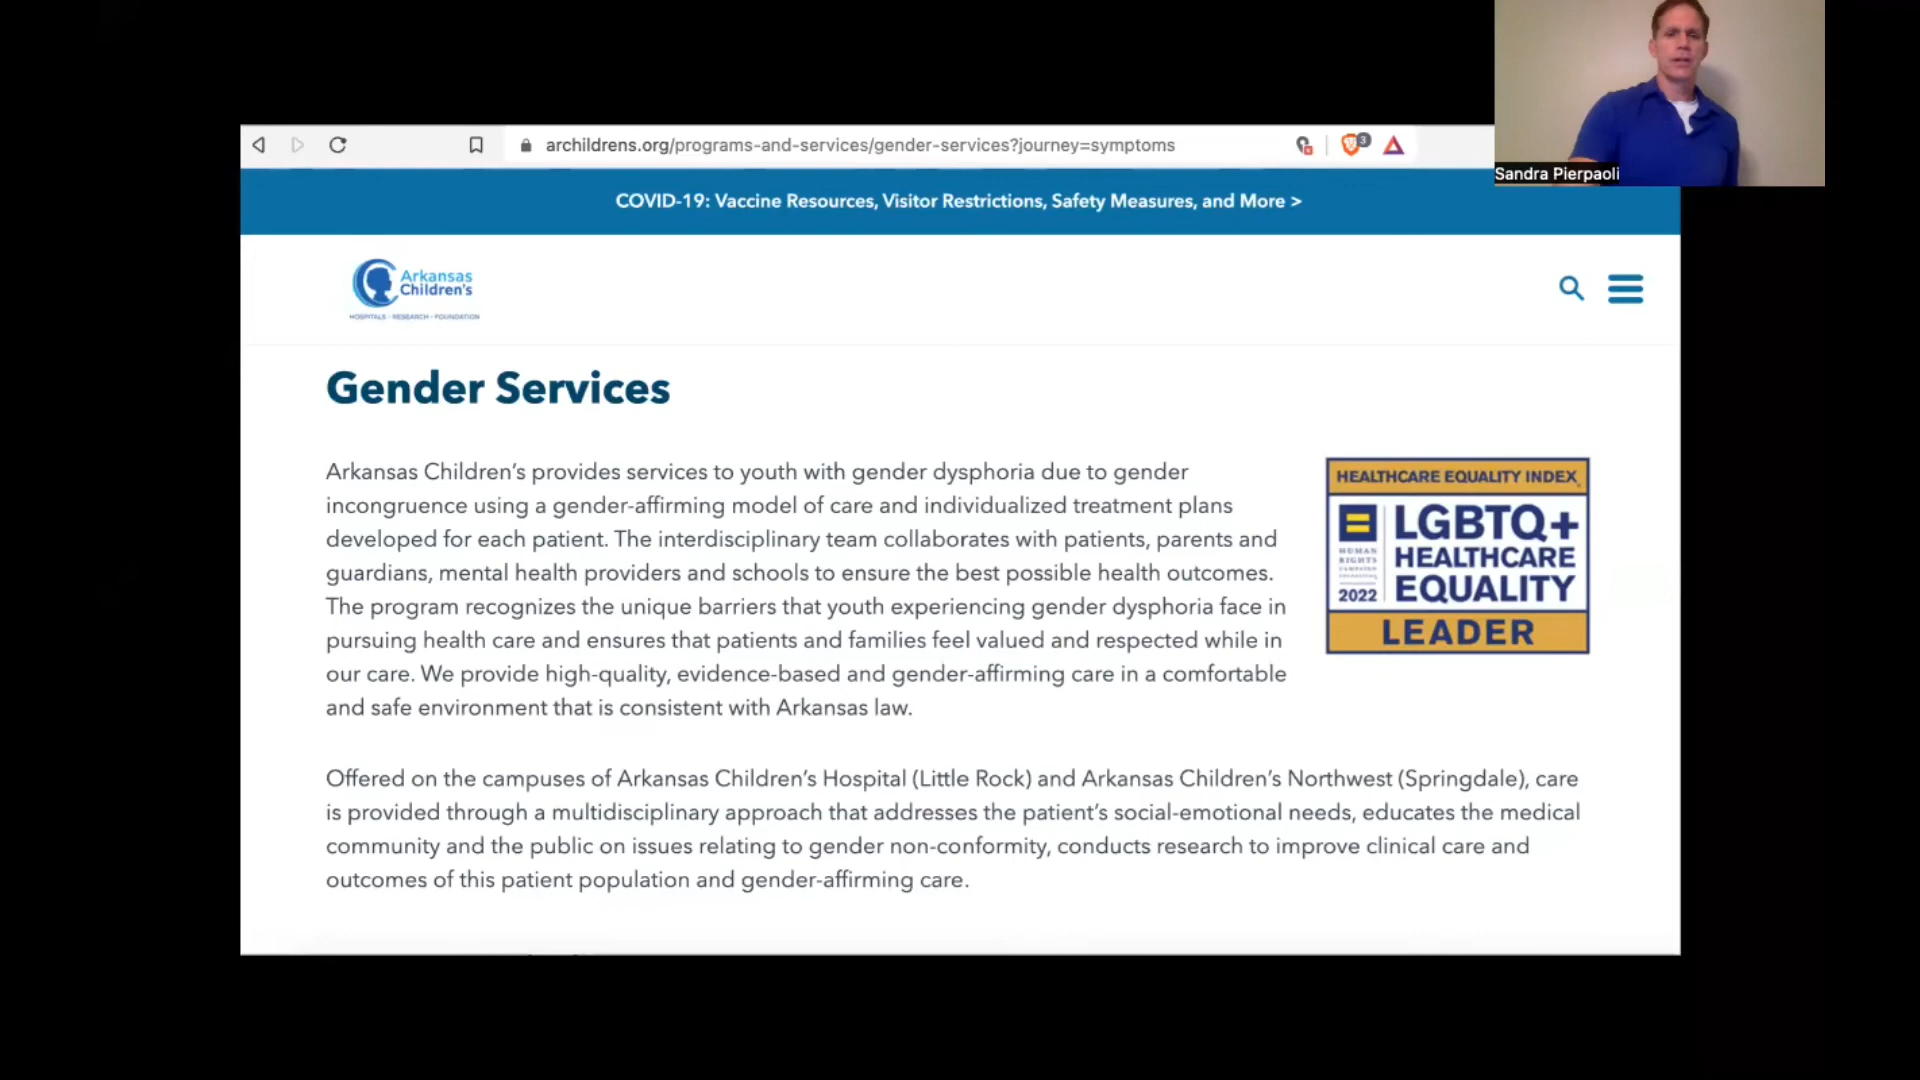 archildrens.org/programs-and-services/gender-services?journey=symptoms
3
Sandra Pierpaoli
COVID-19: Vaccine Resources, Visitor Restrictions, Safety Measures, and More >
Arkansas
Children's
HOSPITALS • RESEARCH • FOUNDATION
Gender Services
Arkansas Children's provides services to youth with gender dysphoria due to gender
incongruence using a gender-affirming model of care and individualized treatment plans
developed for each patient. The interdisciplinary team collaborates with patients, parents and
guardians, mental health providers and schools to ensure the best possible health outcomes.
The program recognizes the unique barriers that youth experiencing gender dysphoria face in
pursuing health care and ensures that patients and families feel valued and respected while in
our care. We provide high-quality, evidence-based and gender-affirming care in a comfortable
and safe environment that is consistent with Arkansas law.
HEALTHCARE EQUALITY INDEX
HUMAN
RIGHTS
CAMPAIGN
FOUNDATION
2022
LGBTQ+
HEALTHCARE
EQUALITY
LEADER
Offered on the campuses of Arkansas Children's Hospital (Little Rock) and Arkansas Children's Northwest (Springdale), care
is provided through a multidisciplinary approach that addresses the patient's social-emotional needs, educates the medical
community and the public on issues relating to gender non-conformity, conducts research to improve clinical care and
outcomes of this patient population and gender-affirming care.